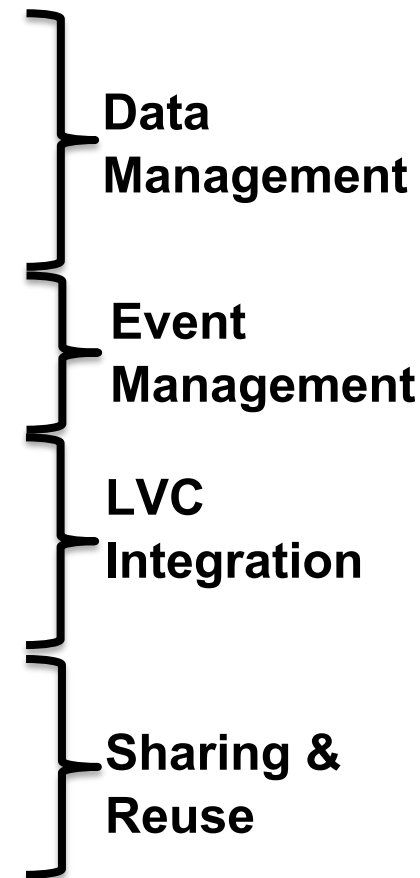 Data
Management
Event
Management
LVC
Integration
Sharing &
Reuse